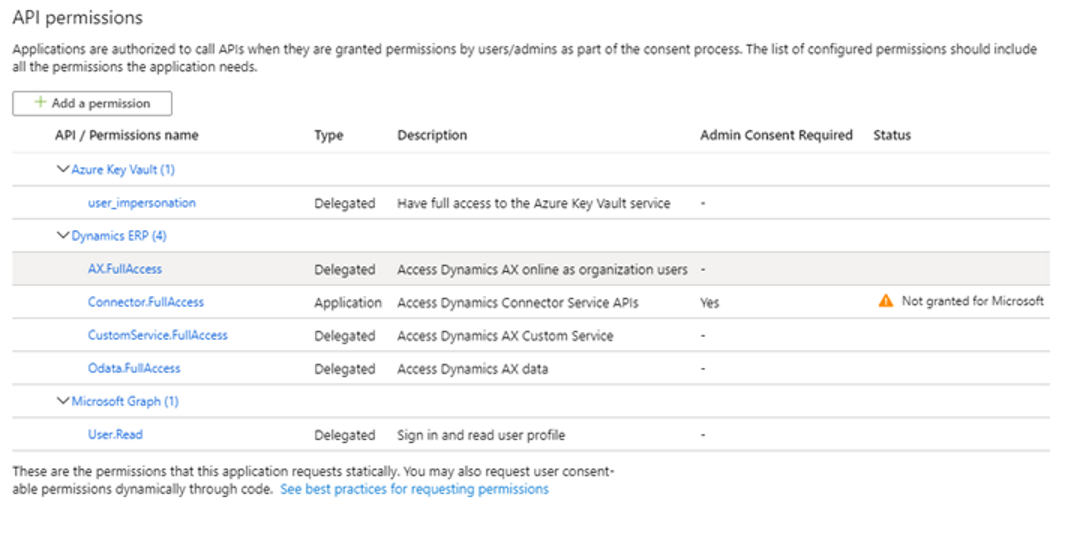 API permissions
Applications are authorized to call APIs when they are granted permissions by users/admins as part of the consent process. The list of configured permissions should include
all the permissions the application needs.
+ Add a permission
API / Permissions name Type Description Admin Consent Required Status
Azure Key Vault (1)
user_impersonation Delegated Have full access to the Azure Key Vault service -
Dynamics ERP (4)
AX.FullAccess Delegated Access Dynamics AX online as organization users -
Connector.FullAccess Application Access Dynamics Connector Service APIs Yes Not granted for Microsoft
CustomService.FullAccess Delegated Access Dynamics AX Custom Service -
Odata.FullAccess Delegated Access Dynamics AX data -
Microsoft Graph (1)
User.Read Delegated Sign in and read user profile -
These are the permissions that this application requests statically. You may also request user consent-
able permissions dynamically through code. See best practices for requesting permissions